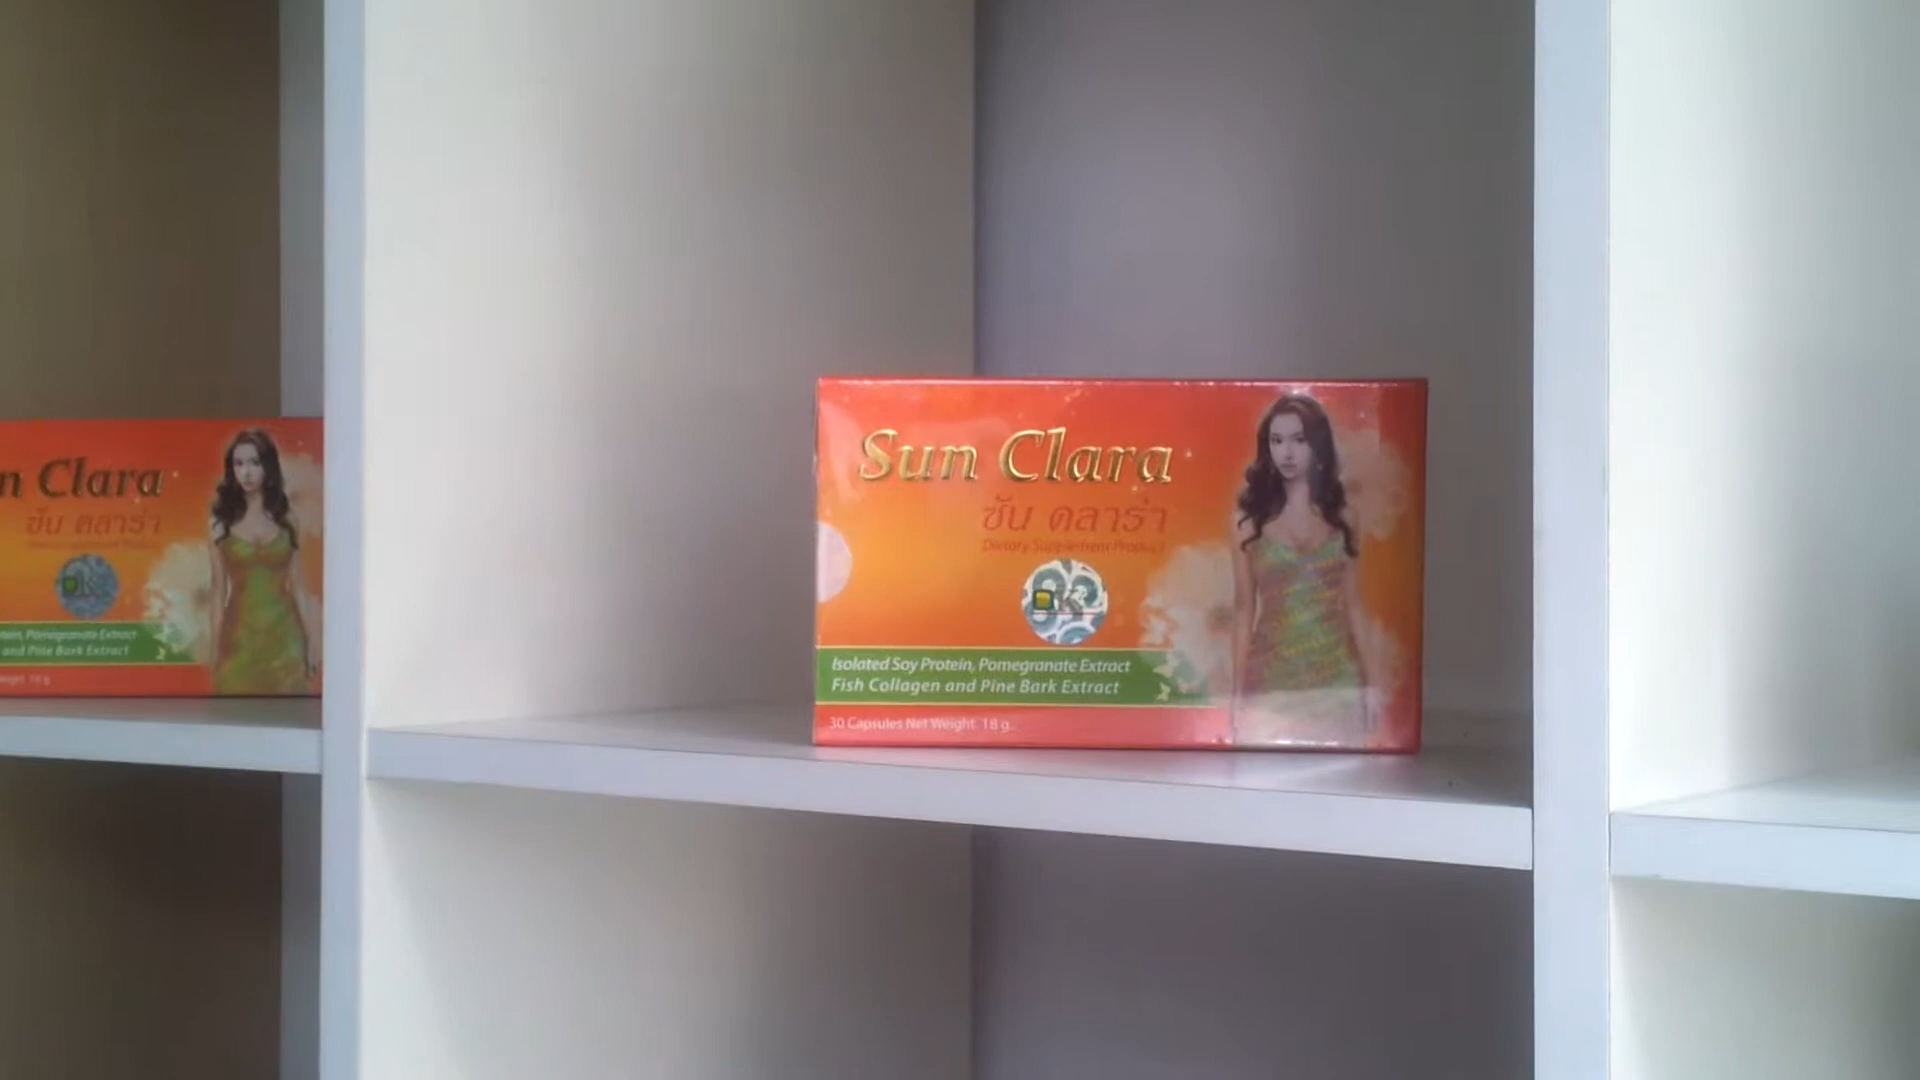 n Clara
ซัน คลาร่า
tein, Pomegranate Extract
and Pine Bark Extract
Sun Clara
ซัน คลาร่า
Dietary Supplement Product
Isolated Soy Protein, Pomegranate Extract
Fish Collagen and Pine Bark Extract
30 Capsules Net Weight 18 g.